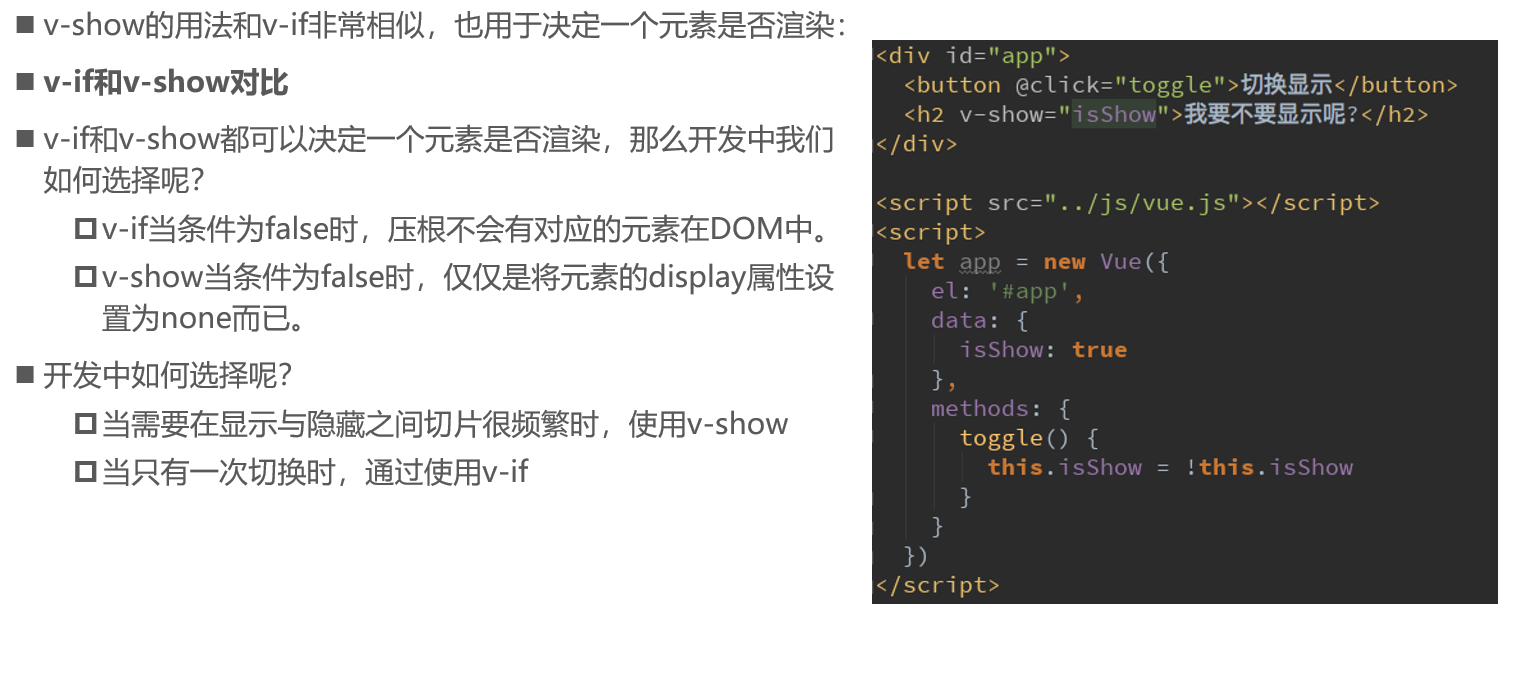 v-show的用法和v-if非常相似，也用于决定一个元素是否渲染：
v-if和v-show对比
v-if和v-show都可以决定一个元素是否渲染，那么开发中我们
如何选择呢？
v-if当条件为false时，压根不会有对应的元素在DOM中。
v-show当条件为false时，仅仅是将元素的display属性设
置为none而已。
开发中如何选择呢？
当需要在显示与隐藏之间切片很频繁时，使用v-show
当只有一次切换时，通过使用v-if
<div id="app">
  <button @click="toggle">切换显示</button>
  <h2 v-show="isShow">我要不要显示呢?</h2>
</div>
<script src="../js/vue.js"></script>
<script>
  let app = new Vue({
    el: '#app',
    data: {
      isShow: true
    },
    methods: {
      toggle() {
        this.isShow = !this.isShow
      }
    }
  })
</script>